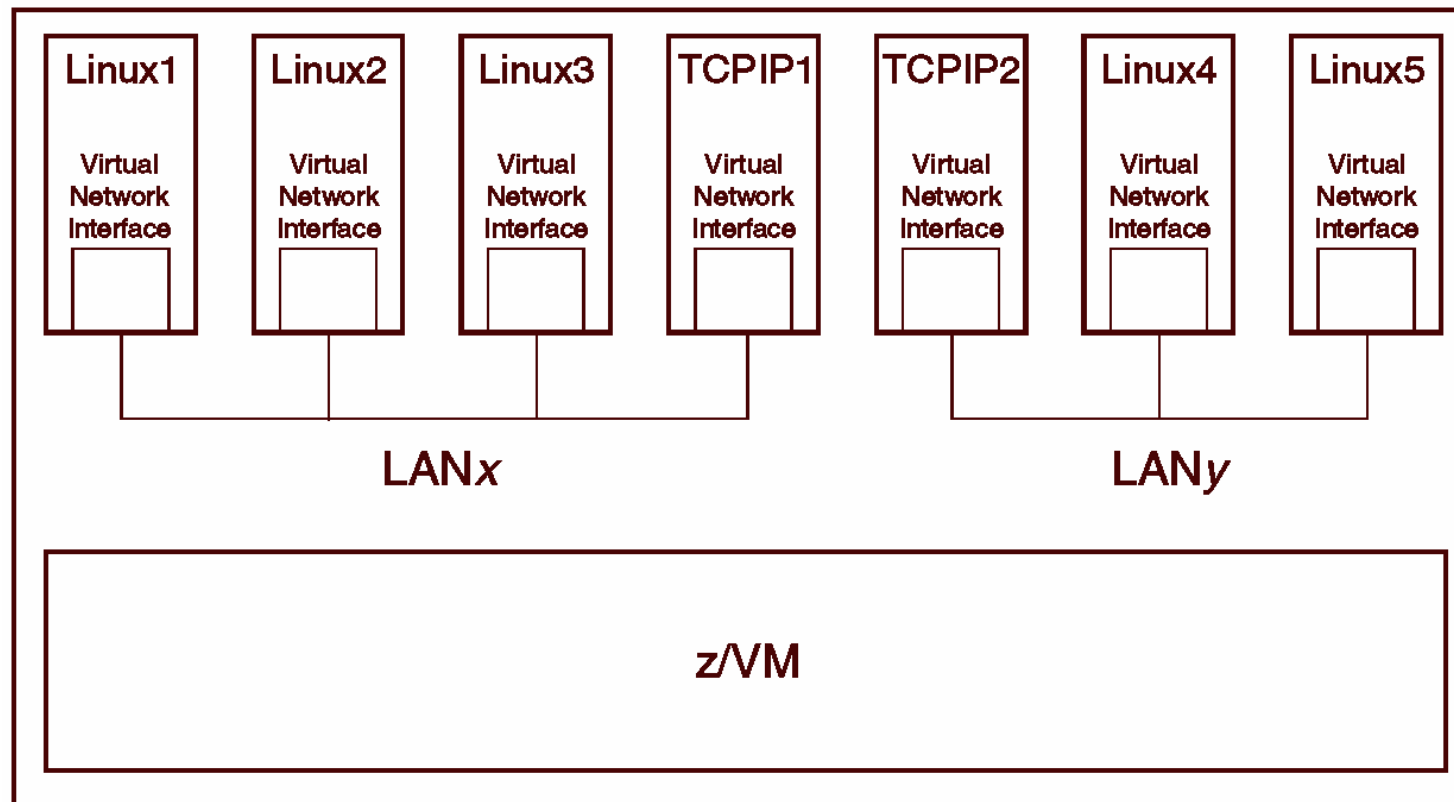 Linux1
Linux2
Linux3
TCPIP1
TCPIP2
Linux4
Linux5
Virtual
Network
Interface
Virtual
Network
Interface
Virtual
Network
Interface
Virtual
Network
Interface
Virtual
Network
Interface
Virtual
Network
Interface
Virtual
Network
Interface
LANx
LANy
z/VM